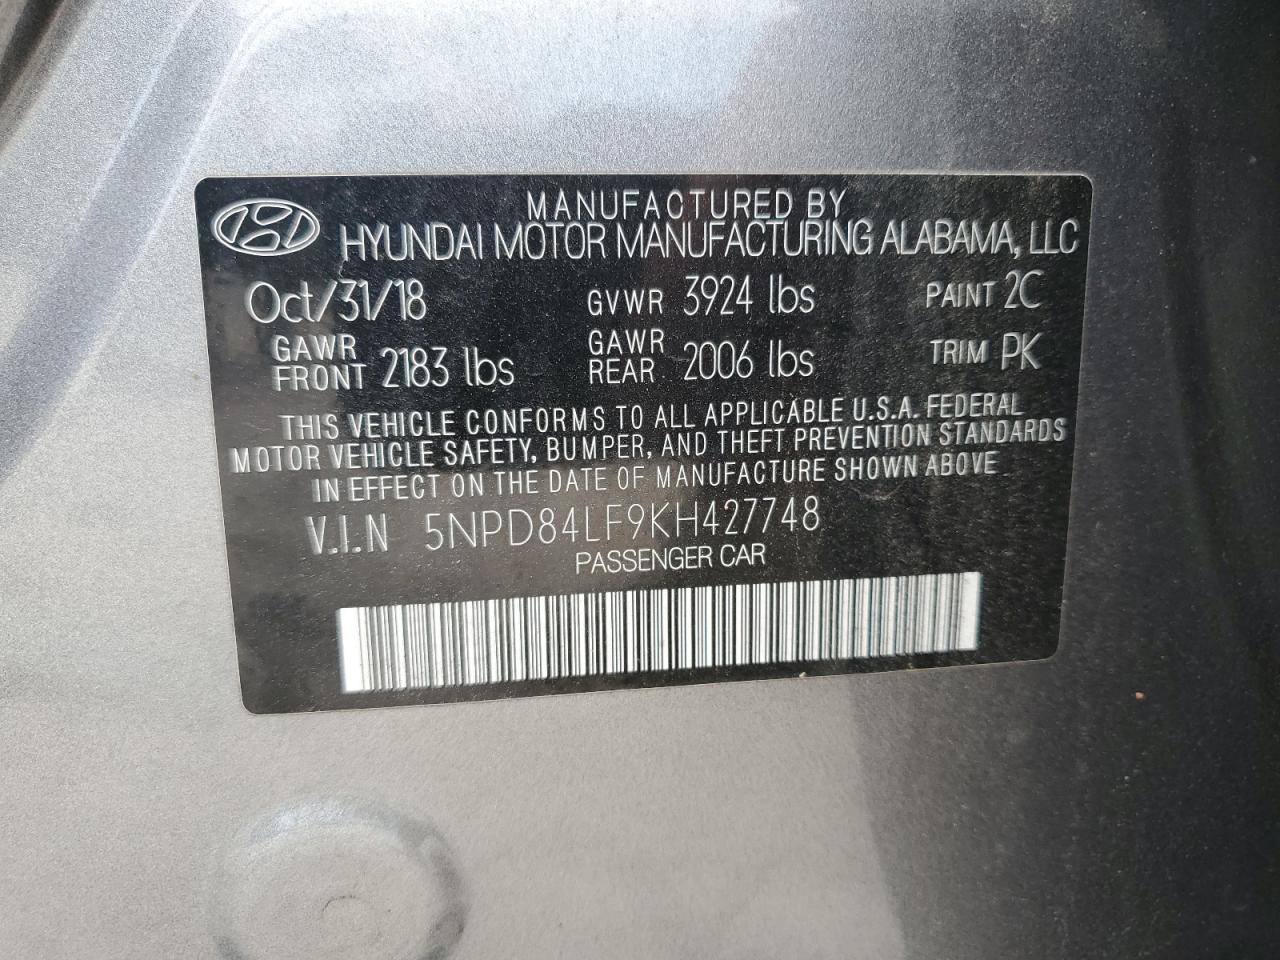 MANUFACTURED BY
HYUNDAI MOTOR MANUFACTURING ALABAMA, LLC
Oct/31/18 GVWR 3924 lbs PAINT 2C
GAWR FRONT 2183 lbs GAWR REAR 2006 lbs TRIM PK
THIS VEHICLE CONFORMS TO ALL APPLICABLE U.S.A. FEDERAL
MOTOR VEHICLE SAFETY, BUMPER, AND THEFT PREVENTION STANDARDS
IN EFFECT ON THE DATE OF MANUFACTURE SHOWN ABOVE
V.I.N 5NPD84LF9KH427748
PASSENGER CAR